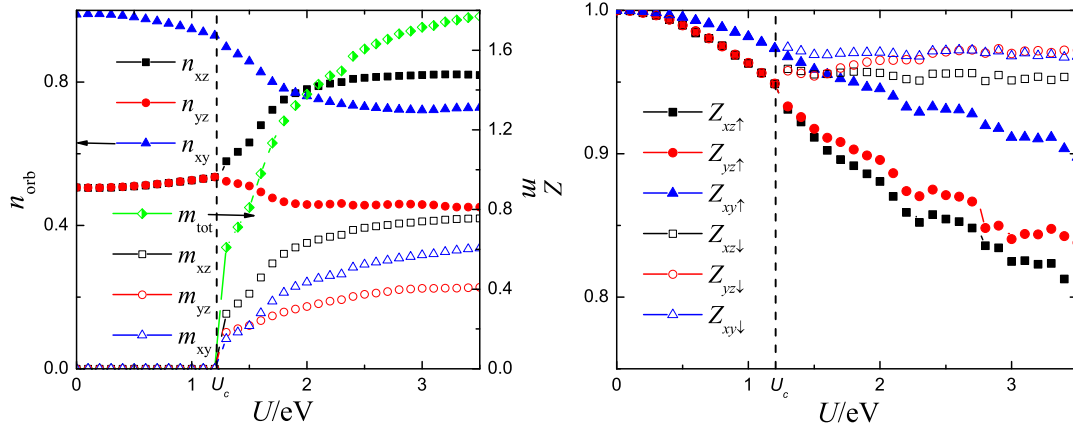 n_orb
0.8
0.4
0.0
n_xz
n_yz
n_xy
m_tot
m_xz
m_yz
m_xy
1.6
1.2
0.8
0.4
0.0
m
0 1 U_c 2 3
U/eV
Z
1.0
0.9
0.8
Z_xz↑
Z_yz↑
Z_xy↑
Z_xz↓
Z_yz↓
Z_xy↓
0 1 U_c 2 3
U/eV